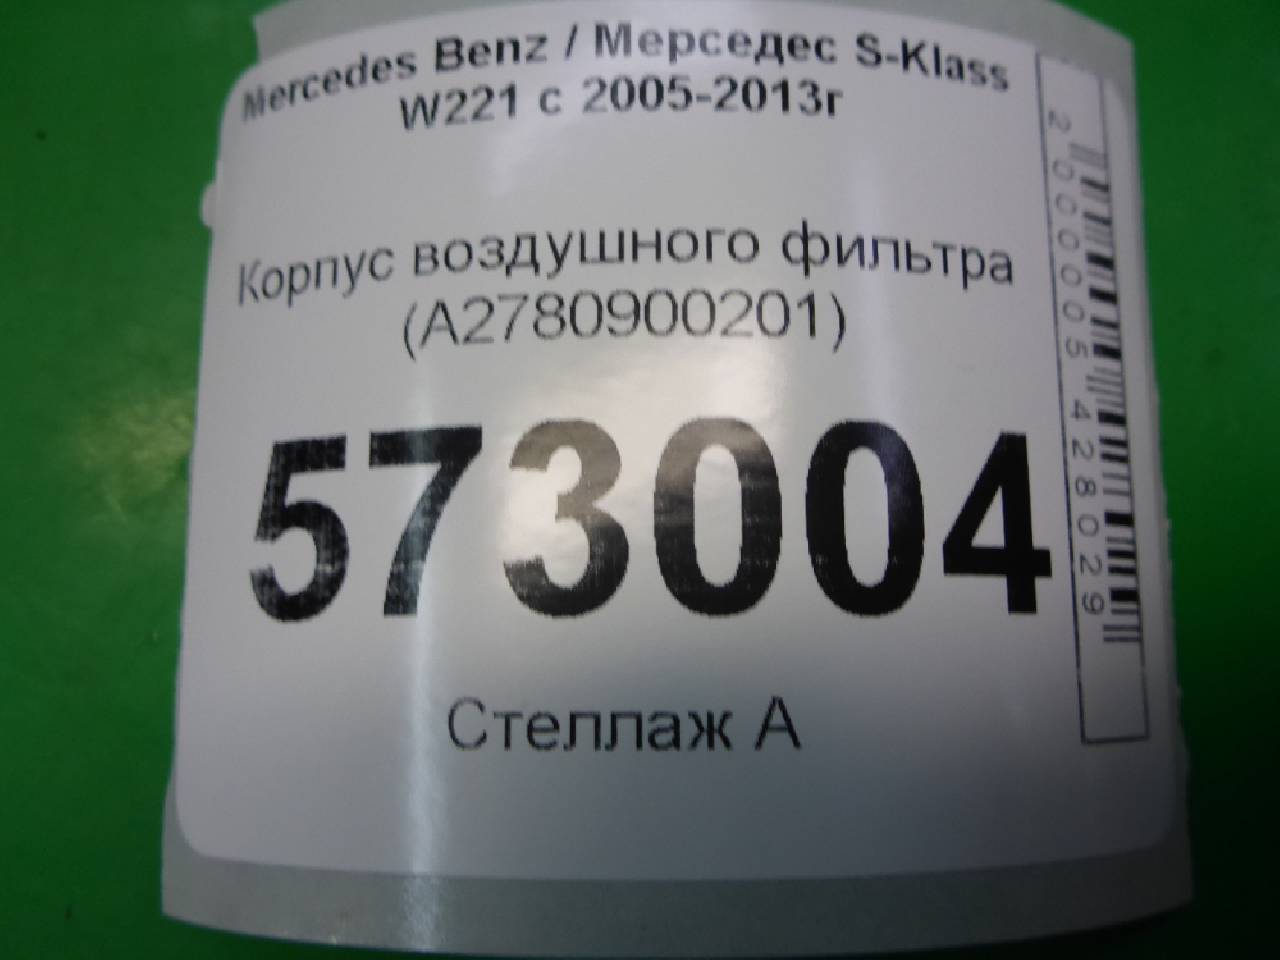 Mercedes Benz / Мерседес S-Klass
W221 с 2005-2013г
Корпус воздушного фильтра
(A2780900201)
573004
Стеллаж А
2000005428029